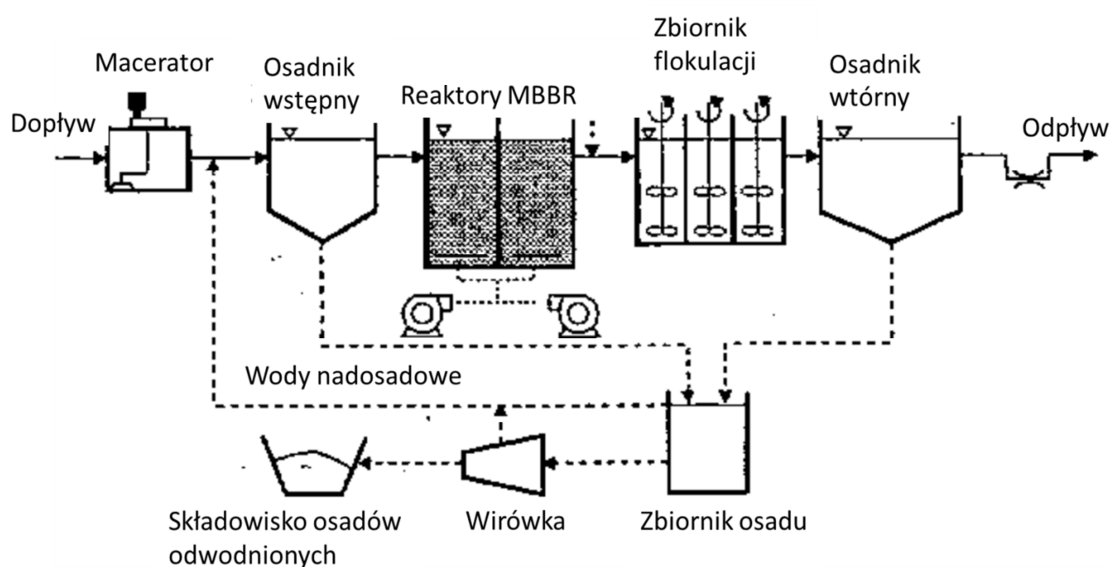 Macerator
Osadnik
wstępny
Reaktory MBBR
Zbiornik
flokulacji
Osadnik
wtórny
Dopływ
Odpływ
Wody nadosadowe
Składowisko osadów
odwodnionych
Wirówka
Zbiornik osadu